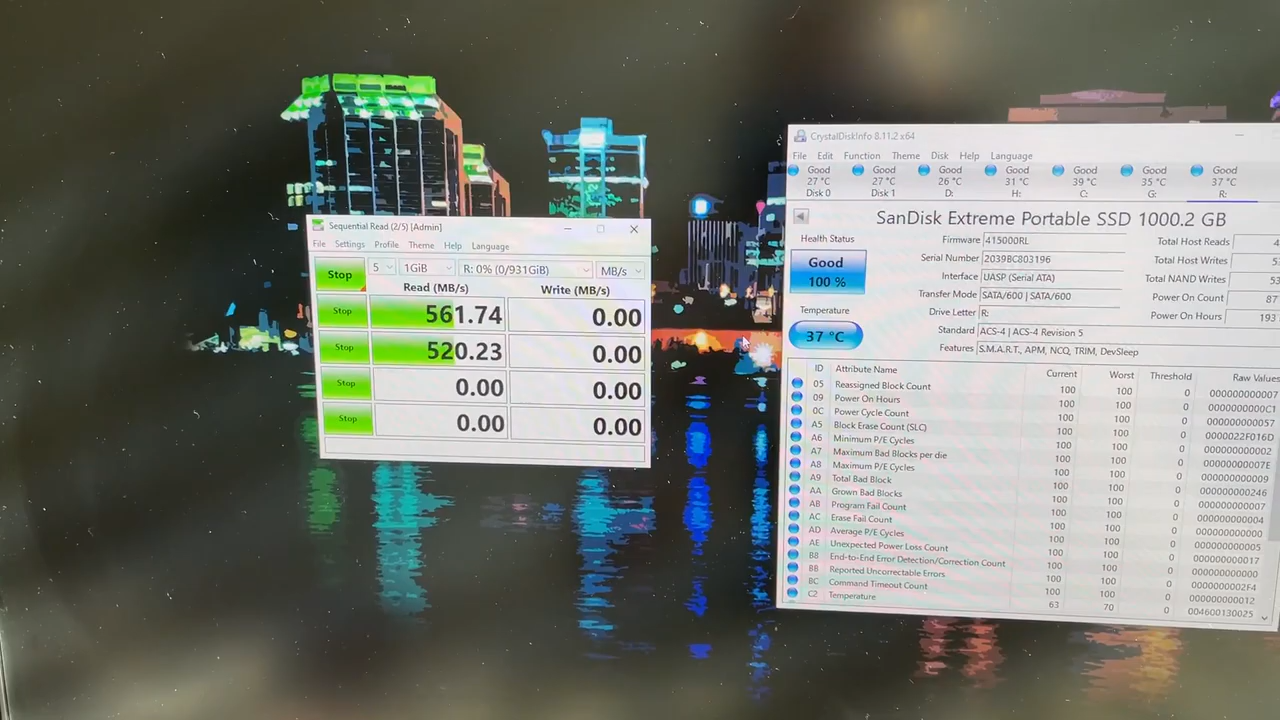 Sequential Read (2/5) [Admin]
File Settings Profile Theme Help Language
Stop 5 1GiB R: 0% (0/931GiB) MB/s
Read (MB/s) Write (MB/s)
Stop 561.74 0.00
Stop 520.23 0.00
Stop 0.00 0.00
Stop 0.00 0.00
CrystalDiskInfo 8.11.2 x64
File Edit Function Theme Disk Help Language
Good Good Good Good Good Good Good
27 °C 27 °C 26 °C 31 °C 39 °C 35 °C 37 °C
Disk 0 Disk 1 D: H: C: G: R:
SanDisk Extreme Portable SSD 1000.2 GB
Health Status
Good
100 %
Temperature
37 °C
Firmware 415000RL
Serial Number 2039BC803196
Interface UASP (Serial ATA)
Transfer Mode SATA/600 | SATA/600
Drive Letter R:
Standard ACS-4 | ACS-4 Revision 5
Features S.M.A.R.T., APM, NCQ, TRIM, DevSleep
Total Host Reads 4
Total Host Writes 5
Total NAND Writes 53
Power On Count 87
Power On Hours 193
ID Attribute Name Current Worst Threshold Raw Values
05 Reassigned Block Count 100 100 0 000000000007
09 Power On Hours 100 100 0 0000000000C1
0C Power Cycle Count 100 100 0 000000000057
A5 Block Erase Count (SLC) 100 100 0 0000022F016D
A6 Minimum P/E Cycles 100 100 0 000000000002
A7 Maximum Bad Blocks per die 100 100 0 00000000007E
A8 Maximum P/E Cycles 100 100 0 000000000009
A9 Total Bad Block 100 100 0 000000000246
AA Grown Bad Blocks 100 100 0 000000000007
AB Program Fail Count 100 100 0 000000000004
AC Erase Fail Count 100 100 0 000000000000
AD Average P/E Cycles 100 100 0 000000000005
AE Unexpected Power Loss Count 100 100 0 000000000017
B8 End-to-End Error Detection/Correction Count 100 100 0 000000000000
BB Reported Uncorrectable Errors 100 100 0 0000000002F4
BC Command Timeout Count 100 100 0 000000000012
C2 Temperature 63 70 0 004600130025